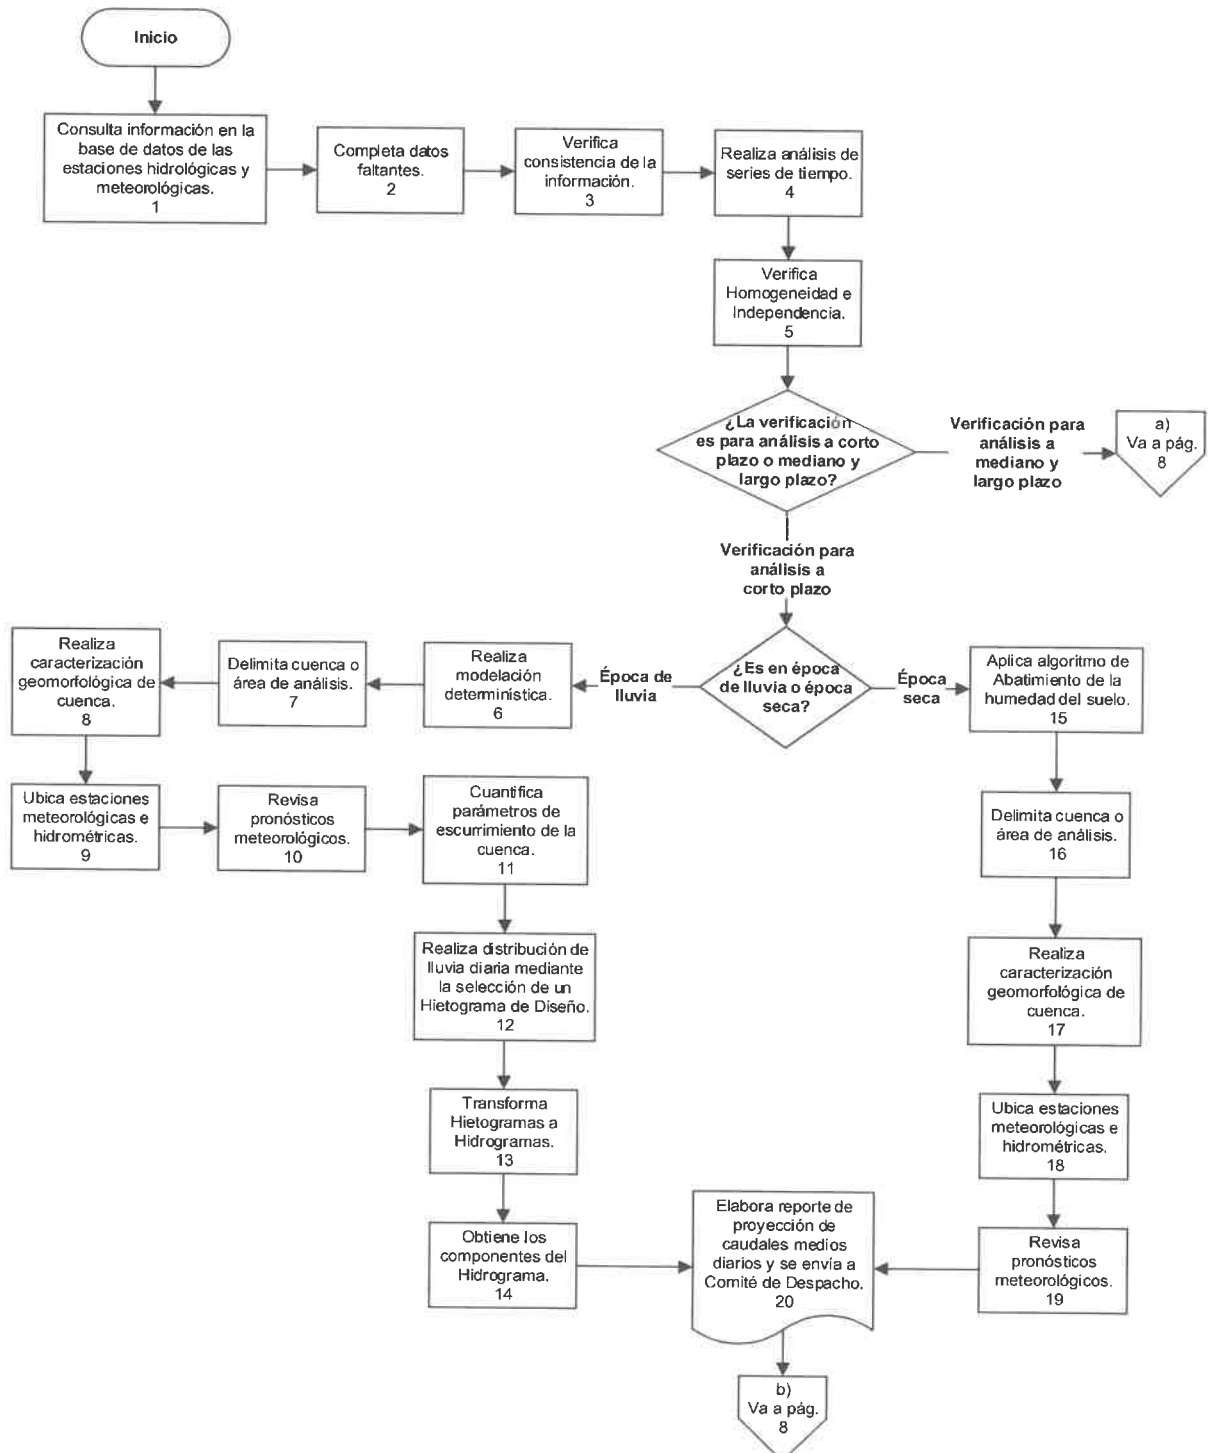 Inicio
Consulta información en la
base de datos de las
estaciones hidrológicas y
meteorológicas.
1
Completa datos
faltantes.
2
Verifica
consistencia de la
información.
3
Realiza análisis de
series de tiempo.
4
Verifica
Homogeneidad e
Independencia.
5
¿La verificación
es para análisis a corto
plazo o mediano y
largo plazo?
Verificación para
análisis a
mediano y
largo plazo
a)
Va a pág.
8
Verificación para
análisis a
corto plazo
¿Es en época
de lluvia o época
seca?
Época de
lluvia
Realiza
modelación
determinística.
6
Delimita cuenca o
área de análisis.
7
Realiza
caracterización
geomorfológica de
cuenca.
8
Ubica estaciones
meteorológicas e
hidrométricas.
9
Revisa
pronósticos
meteorológicos.
10
Cuantifica
parámetros de
escurrimiento de la
cuenca.
11
Realiza distribución de
lluvia diaria mediante
la selección de un
Hietograma de Diseño.
12
Transforma
Hietogramas a
Hidrogramas.
13
Obtiene los
componentes del
Hidrograma.
14
Época
seca
Aplica algoritmo de
Abatimiento de la
humedad del suelo.
15
Delimita cuenca o
área de análisis.
16
Realiza
caracterización
geomorfológica de
cuenca.
17
Ubica estaciones
meteorológicas e
hidrométricas.
18
Revisa
pronósticos
meteorológicos.
19
Elabora reporte de
proyección de
caudales medios
diarios y se envía a
Comité de Despacho.
20
b)
Va a pág.
8